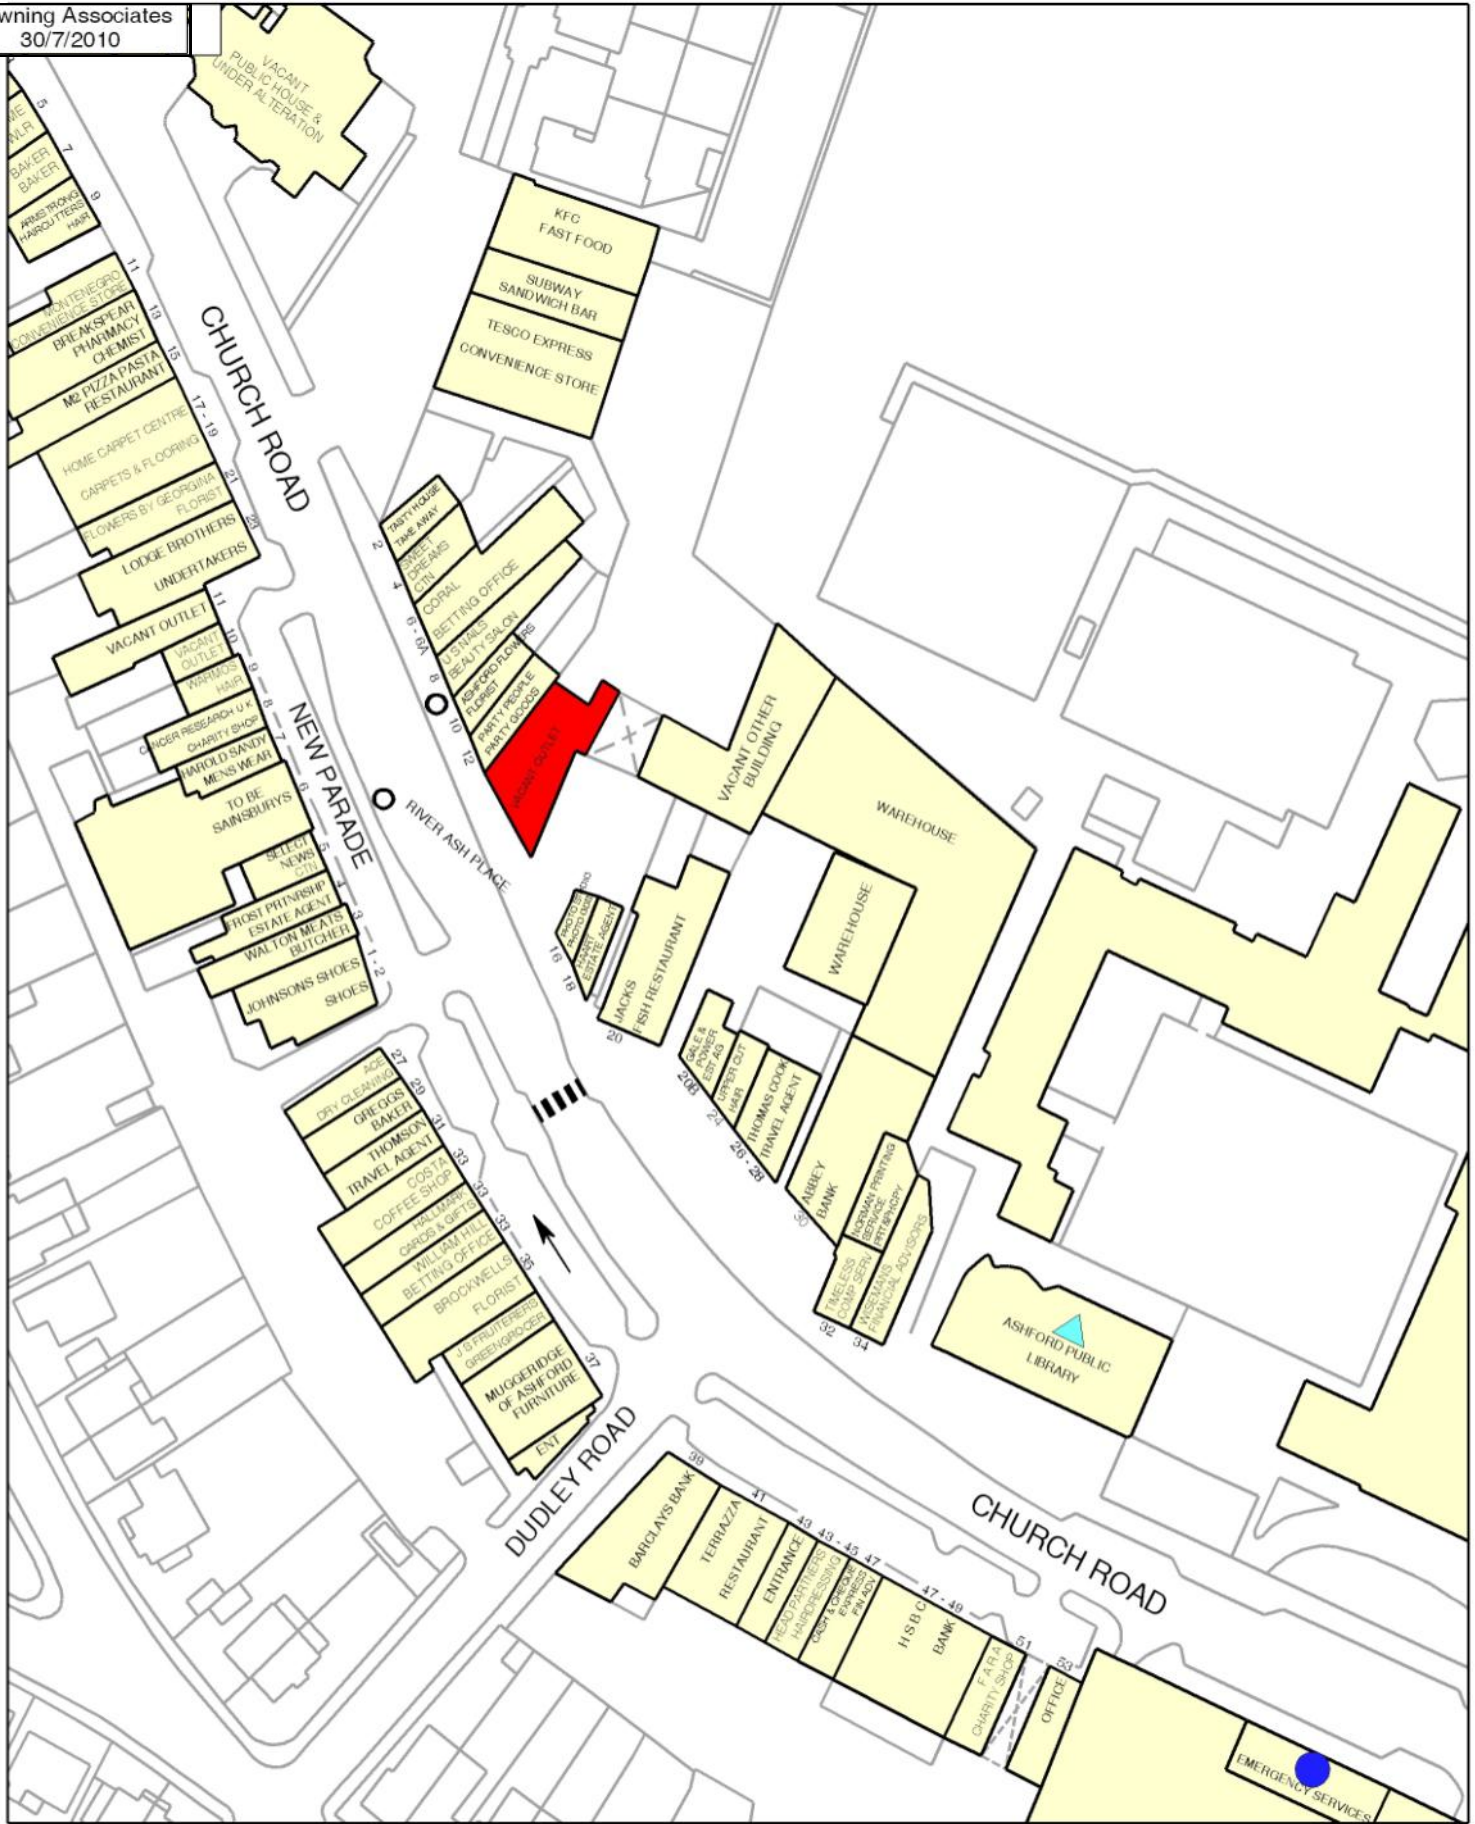 wning Associates
30/7/2010
VACANT
PUBLIC HOUSE &
UNDER ALTERATION
5
ME
WLR
7
BAKER
BAKER
9
ARMSTRONG
HAIRCUTTERS
HAIR
11
MONTENEGRO
CONVENIENCE STORE
13
BREAKSPEAR
PHARMACY
CHEMIST
15
M2 PIZZA PASTA
RESTAURANT
17 - 19
HOME CARPET CENTRE
CARPETS & FLOORING
21
FLOWERS BY GEORGINA
FLORIST
23
LODGE BROTHERS
UNDERTAKERS
CHURCH ROAD
KFC
FAST FOOD
SUBWAY
SANDWICH BAR
TESCO EXPRESS
CONVENIENCE STORE
2
TASTY HOUSE
TAKE AWAY
4
SWEET
DREAMS
CTN
6 - 6A
CORAL
BETTING OFFICE
8
U S NAILS
BEAUTY SALON
10
ASHFORD FLOWERS
FLORIST
12
PARTY PEOPLE
PARTY GOODS
VACANT OUTLET
11
VACANT OUTLET
10
VACANT
OUTLET
9
WARMOS
HAIR
8
CANCER RESEARCH U K
CHARITY SHOP
7
HAROLD SANDY
MENS WEAR
6
TO BE
SAINSBURYS
5
SELECT
NEWS
CTN
4
FROST PRTNRSHP
ESTATE AGENT
3
WALTON MEATS
BUTCHER
1 - 2
JOHNSONS SHOES
SHOES
NEW PARADE
RIVER ASH PLACE
VACANT OTHER
BUILDING
WAREHOUSE
WAREHOUSE
16
18
HAART
ESTATE AGENT
20
JACKS
FISH RESTAURANT
20B
GALE &
POWER
EST AG
24
UPPER CUT
HAIR
26 - 28
THOMAS COOK
TRAVEL AGENT
30
ABBEY
BANK
NORMAN PRINTING
SERVICE
PRT&PHCPY
32
TIMELESS
COMP SERV
34
WISEMANS
FINANCIAL ADVISORS
ASHFORD PUBLIC
LIBRARY
27
ACE
DRY CLEANING
29
GREGGS
BAKER
31
THOMSON
TRAVEL AGENT
33
COSTA
COFFEE SHOP
33
HALLMARK
CARDS & GIFTS
33
WILLIAM HILL
BETTING OFFICE
35
BROCKWELLS
FLORIST
J S FRUITERERS
GREENGROCER
37
MUGGERIDGE
OF ASHFORD
FURNITURE
ENT
DUDLEY ROAD
39
BARCLAYS BANK
41
TERRAZZA
RESTAURANT
43
ENTRANCE
43 - 45
HEAD PARTNERS
HAIRDRESSING
47
CASH & CHEQUE
EXPRESS
FIN ADV
47 - 49
H S B C
BANK
51
F A R A
CHARITY SHOP
53
OFFICE
CHURCH ROAD
EMERGENCY SERVICES